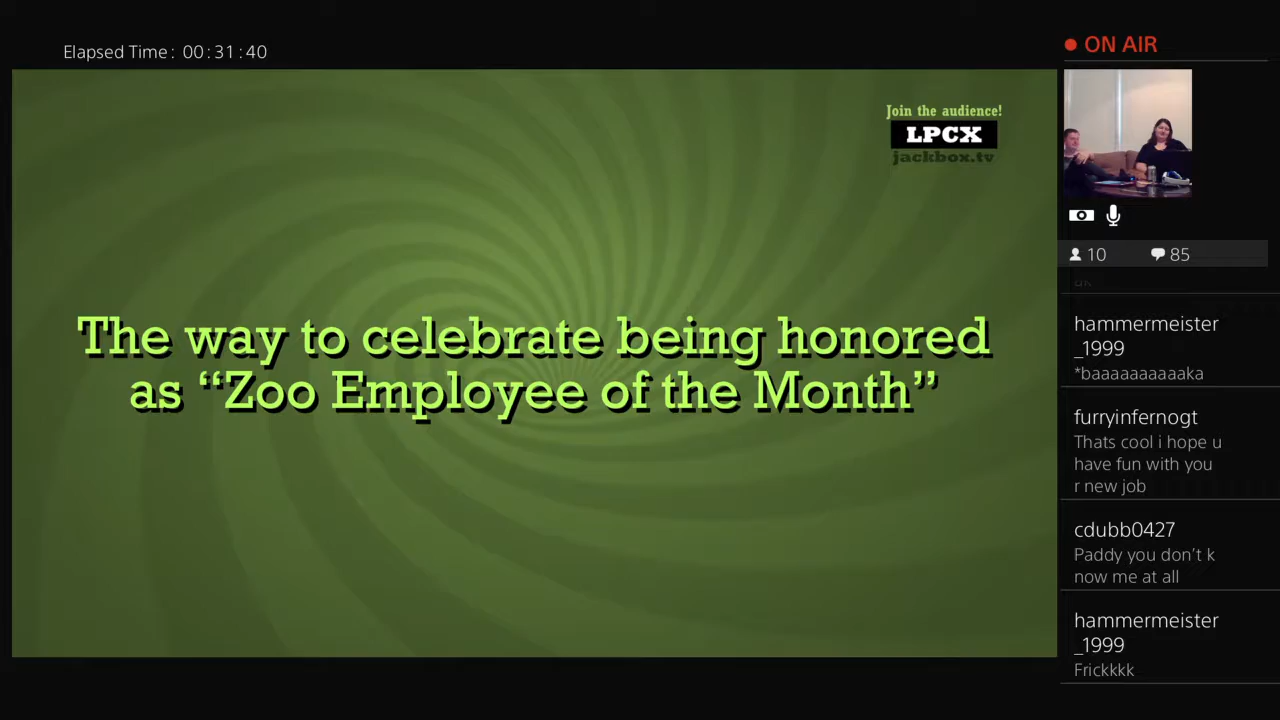 Elapsed Time: 00:31:40
ON AIR
Join the audience!
LPCX
jackbox.tv
10 85
The way to celebrate being honored
as “Zoo Employee of the Month”
hammermeister
_1999
*baaaaaaaaaaka
furryinfernogt
Thats cool i hope u
have fun with you
r new job
cdubb0427
Paddy you don’t k
now me at all
hammermeister
_1999
Frickkkk